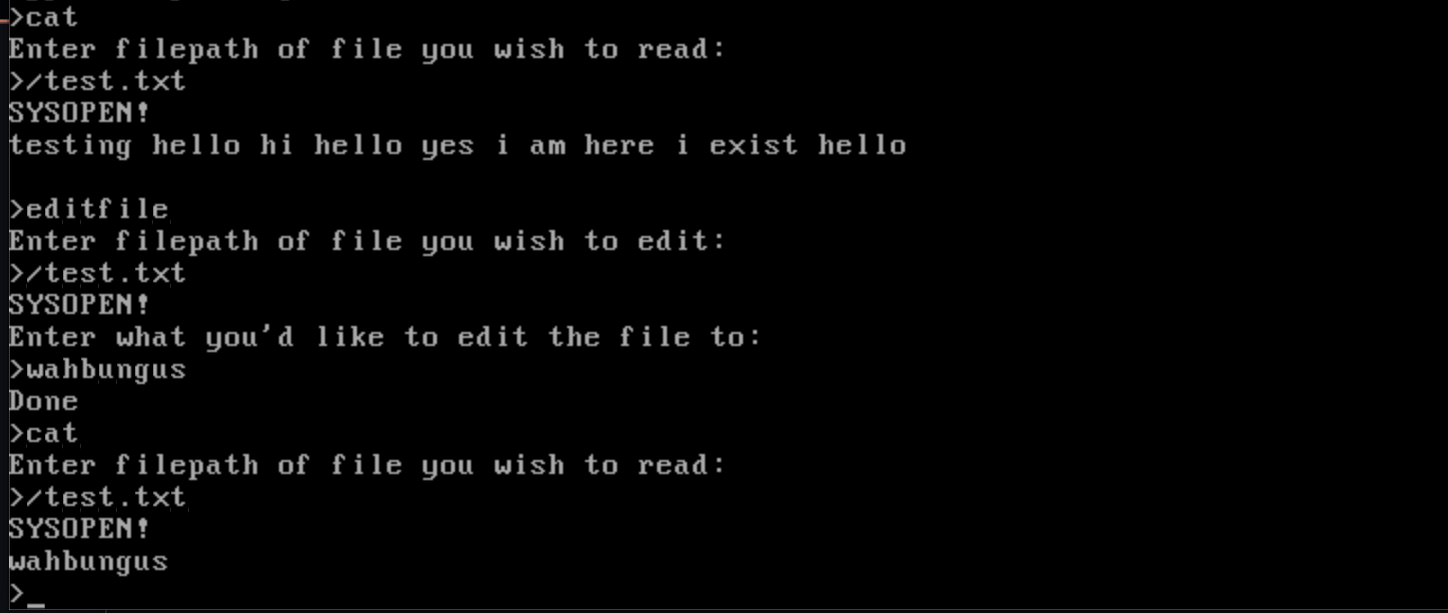 >cat
Enter filepath of file you wish to read:
>/test.txt
SYSOPEN!
testing hello hi hello yes i am here i exist hello
>editfile
Enter filepath of file you wish to edit:
>/test.txt
SYSOPEN!
Enter what you'd like to edit the file to:
>wahbungus
Done
>cat
Enter filepath of file you wish to read:
>/test.txt
SYSOPEN!
wahbungus
>_